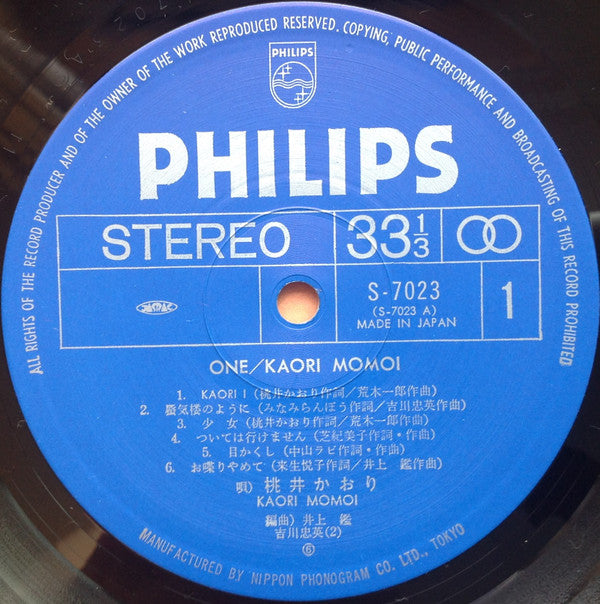 ALL RIGHTS OF THE RECORD PRODUCER AND OF THE OWNER OF THE WORK REPRODUCED RESERVED. COPYING, PUBLIC PERFORMANCE AND BROADCASTING OF THIS RECORD PROHIBITED
PHILIPS
PHILIPS
STEREO
33 1/3
S-7023
(S-7023 A)
MADE IN JAPAN
1
ONE/KAORI MOMOI
1. KAORI I (桃井かおり作詞/荒木一郎作曲)
2. 蜃気楼のように (みなみらんぼう作詞/吉川忠英作曲)
3. 少 女 (桃井かおり作詞/荒木一郎作曲)
4. ついては行けません (芝紀美子作詞・作曲)
5. 目かくし (中山ラビ作詞・作曲)
6. お喋りやめて (来生悦子作詞/井上 鑑作曲)
唄) 桃井かおり
KAORI MOMOI
編曲) 井上 鑑
吉川忠英(2)
MANUFACTURED BY NIPPON PHONOGRAM CO. LTD., TOKYO